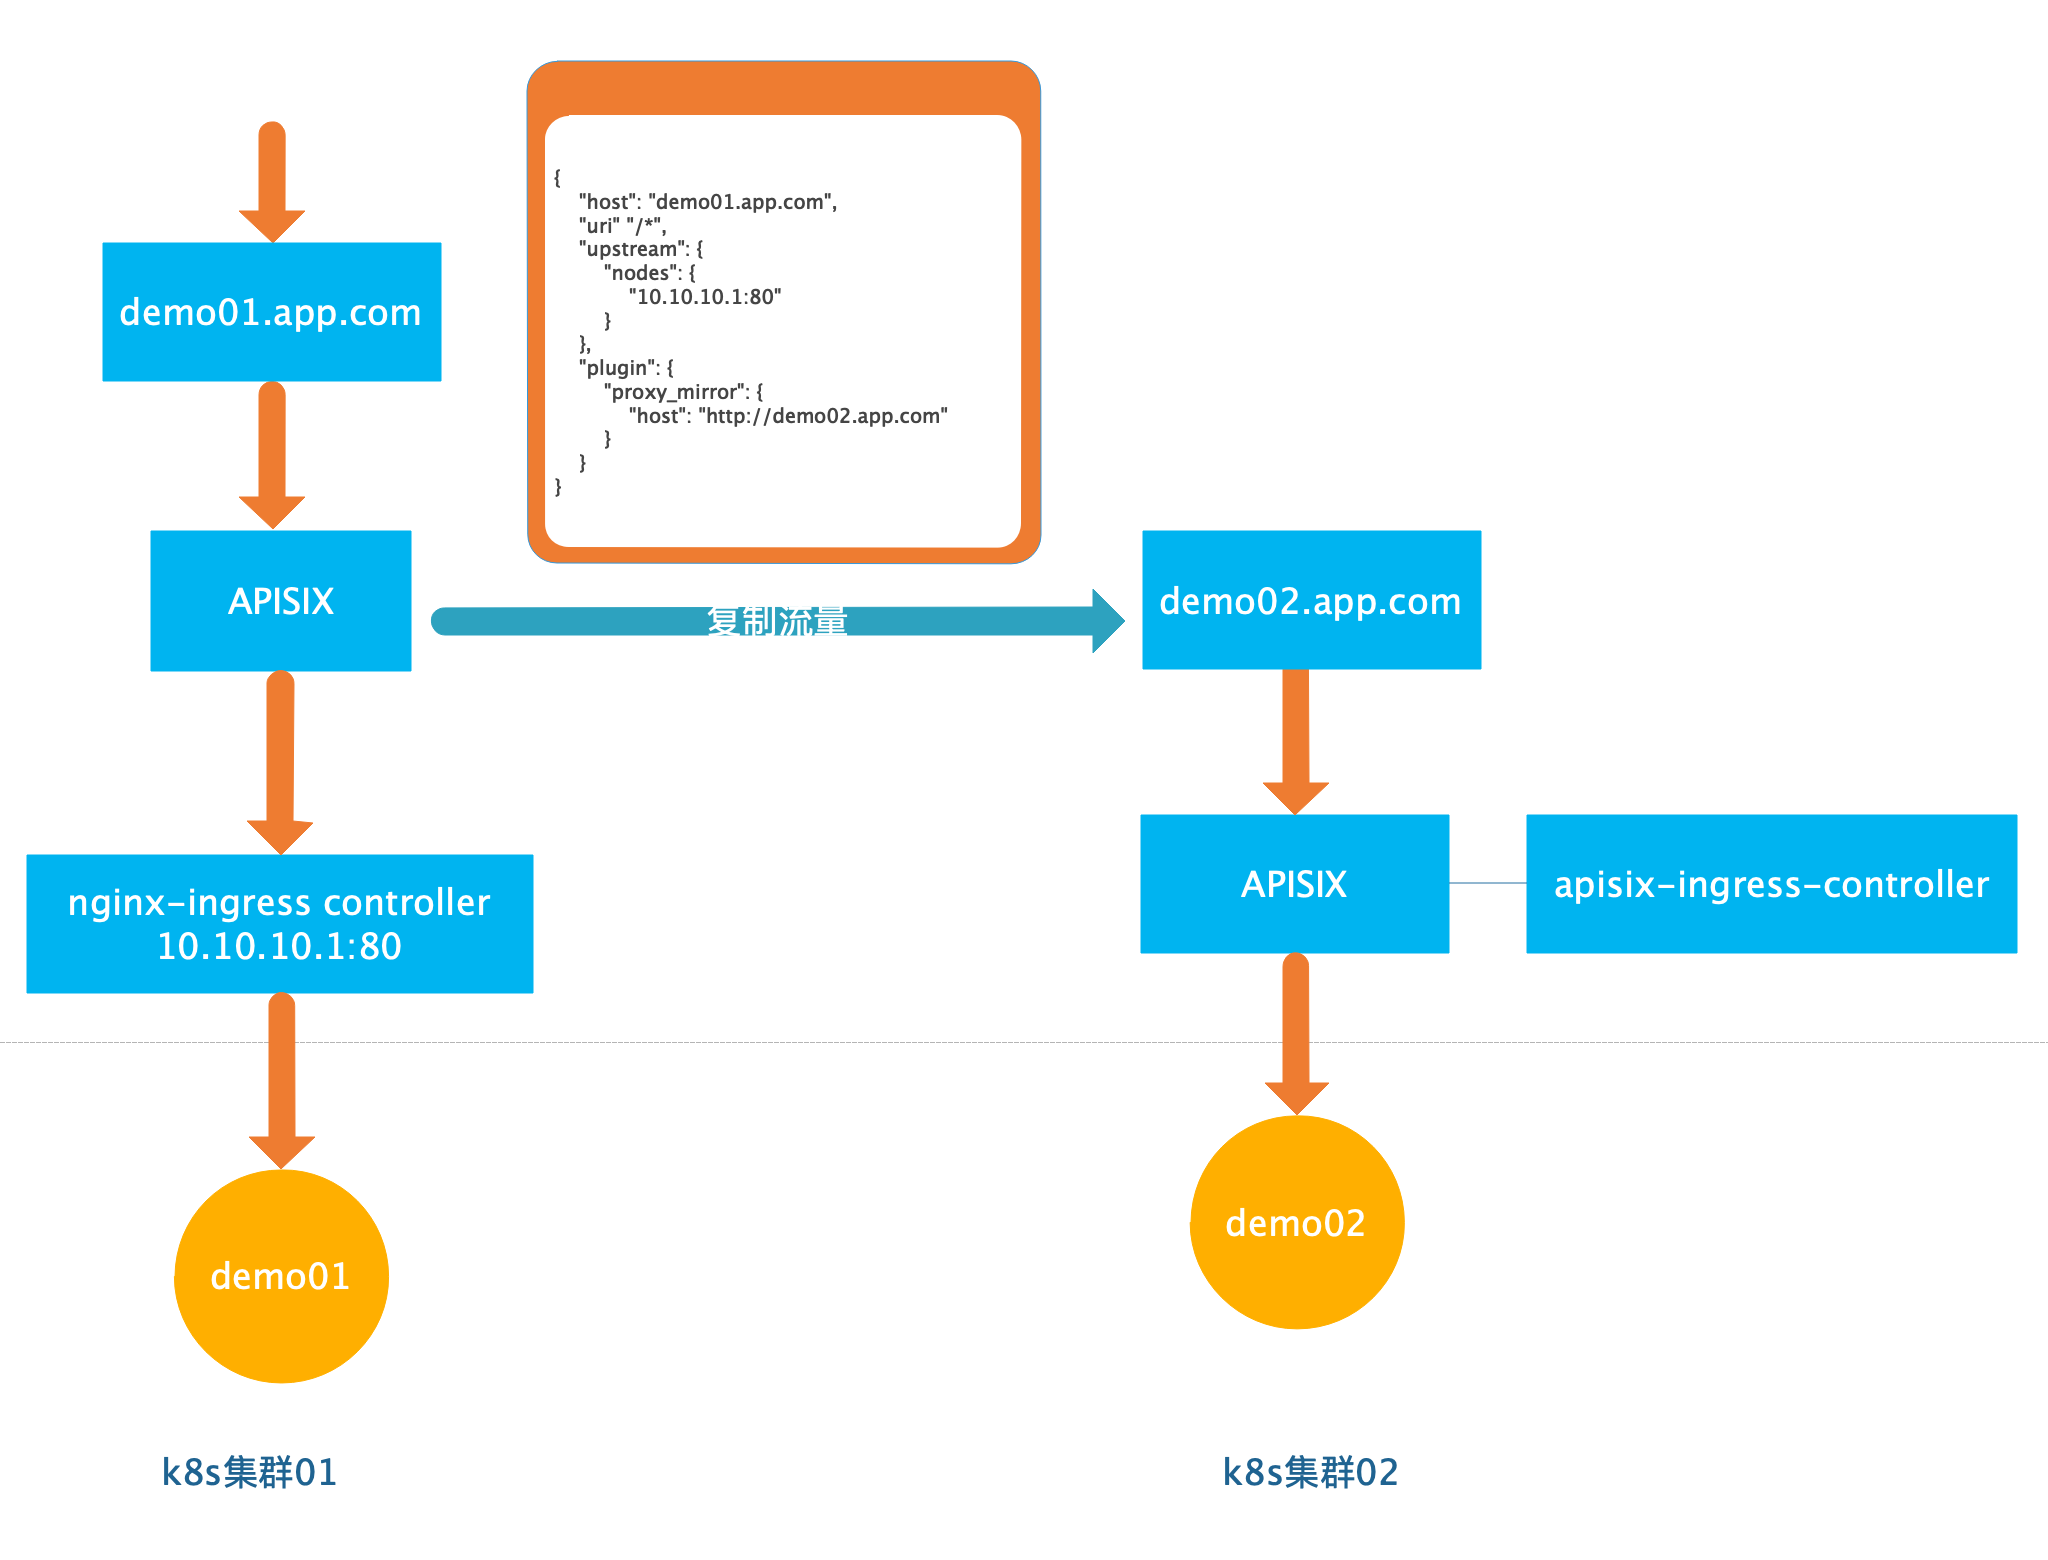 {
"host": "demo01.app.com",
"uri" "/*",
"upstream": {
"nodes": {
"10.10.10.1:80"
}
},
"plugin": {
"proxy_mirror": {
"host": "http://demo02.app.com"
}
}
}
demo01.app.com
APISIX
复制流量
demo02.app.com
nginx-ingress controller
10.10.10.1:80
APISIX
apisix-ingress-controller
demo01
demo02
k8s集群01
k8s集群02